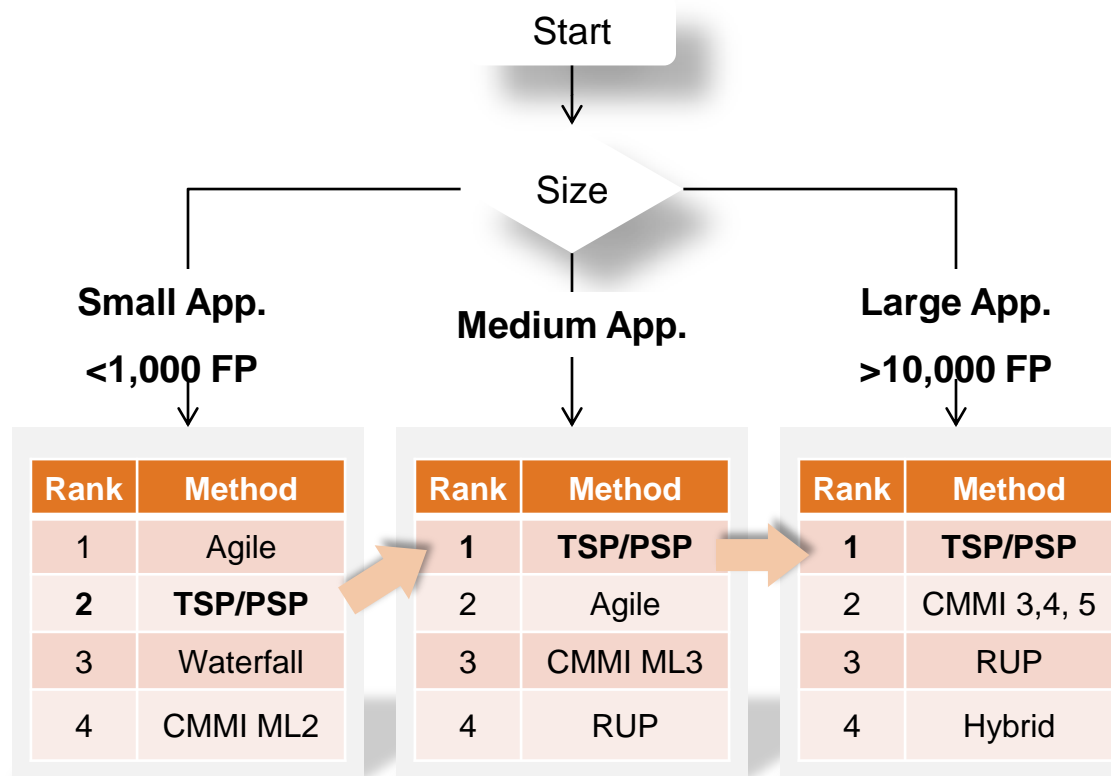 Start
Size
Small App.
<1,000 FP
Medium App.
Large App.
>10,000 FP
Rank Method
1 Agile
2 TSP/PSP
3 Waterfall
4 CMMI ML2
Rank Method
1 TSP/PSP
2 Agile
3 CMMI ML3
4 RUP
Rank Method
1 TSP/PSP
2 CMMI 3,4, 5
3 RUP
4 Hybrid